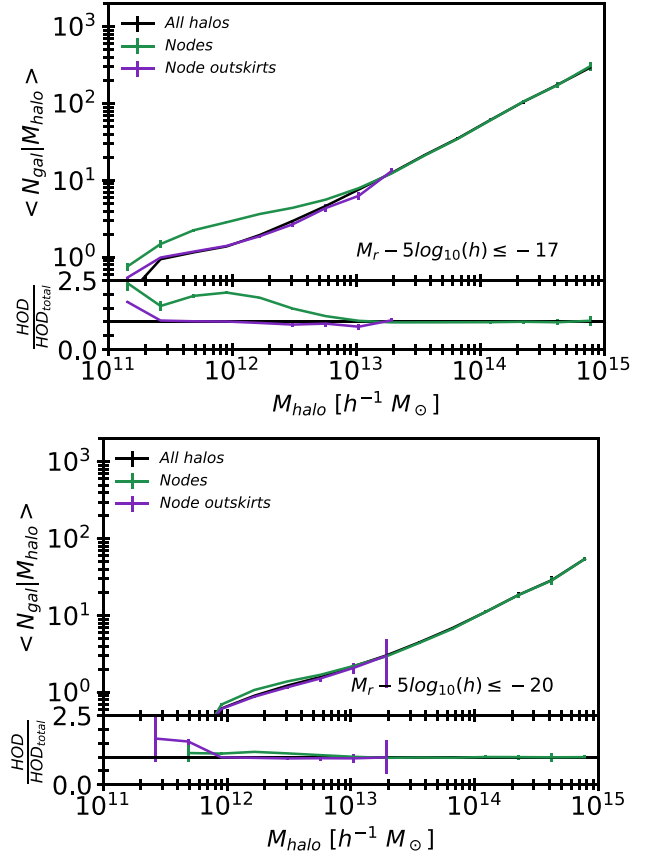 10³
10²
10¹
10⁰
< N_gal|M_halo >
All halos
Nodes
Node outskirts
M_r − 5log₁₀(h) ≤ −17
2.5
0.0
HOD
HOD_total
10¹¹ 10¹² 10¹³ 10¹⁴ 10¹⁵
M_halo [h⁻¹ M_⊙]
10³
10²
10¹
10⁰
< N_gal|M_halo >
All halos
Nodes
Node outskirts
M_r − 5log₁₀(h) ≤ −20
2.5
0.0
HOD
HOD_total
10¹¹ 10¹² 10¹³ 10¹⁴ 10¹⁵
M_halo [h⁻¹ M_⊙]